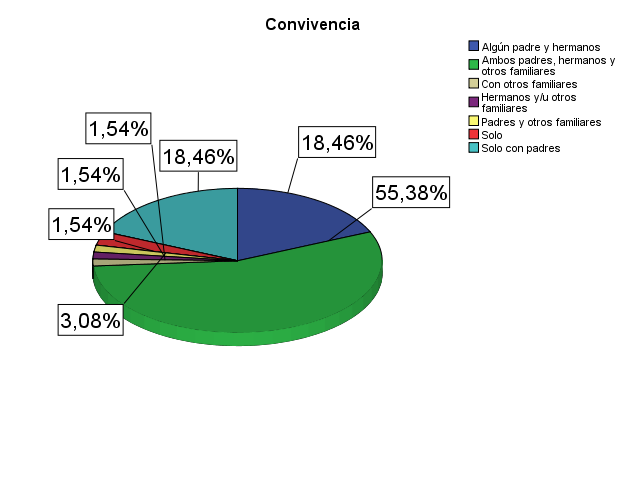 Convivencia
Algún padre y hermanos
Ambos padres, hermanos y
otros familiares
Con otros familiares
Hermanos y/u otros
familiares
Padres y otros familiares
Solo
Solo con padres
1,54%
18,46%
18,46%
1,54%
55,38%
1,54%
3,08%